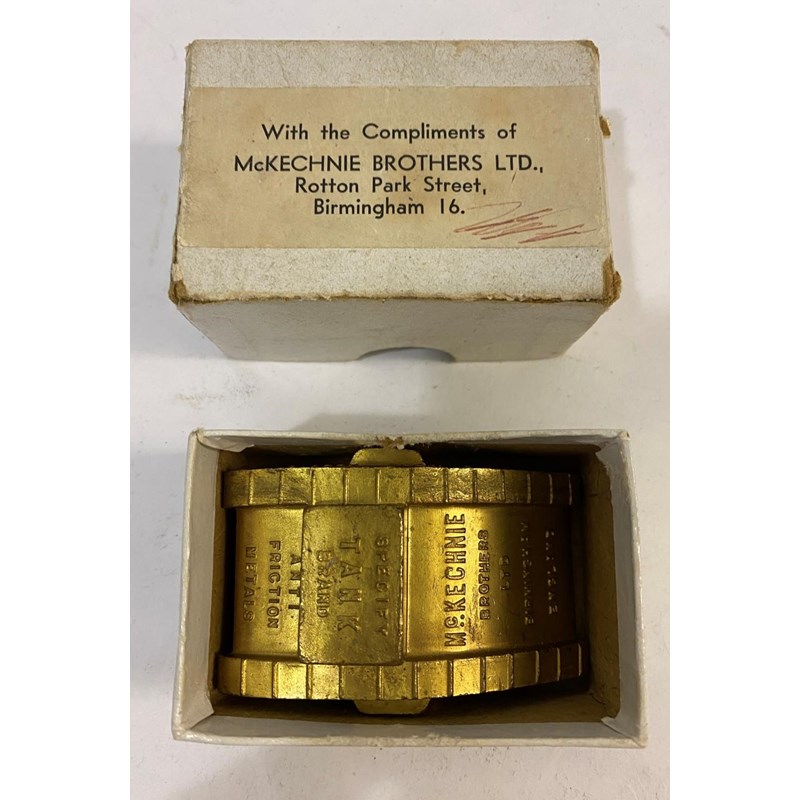 With the Compliments of
McKECHNIE BROTHERS LTD.,
Rotton Park Street,
Birmingham 16.
SPECIFY
TANK
BRAND
ANTI
FRICTION
METALS
McKECHNIE
BROTHERS
LTD